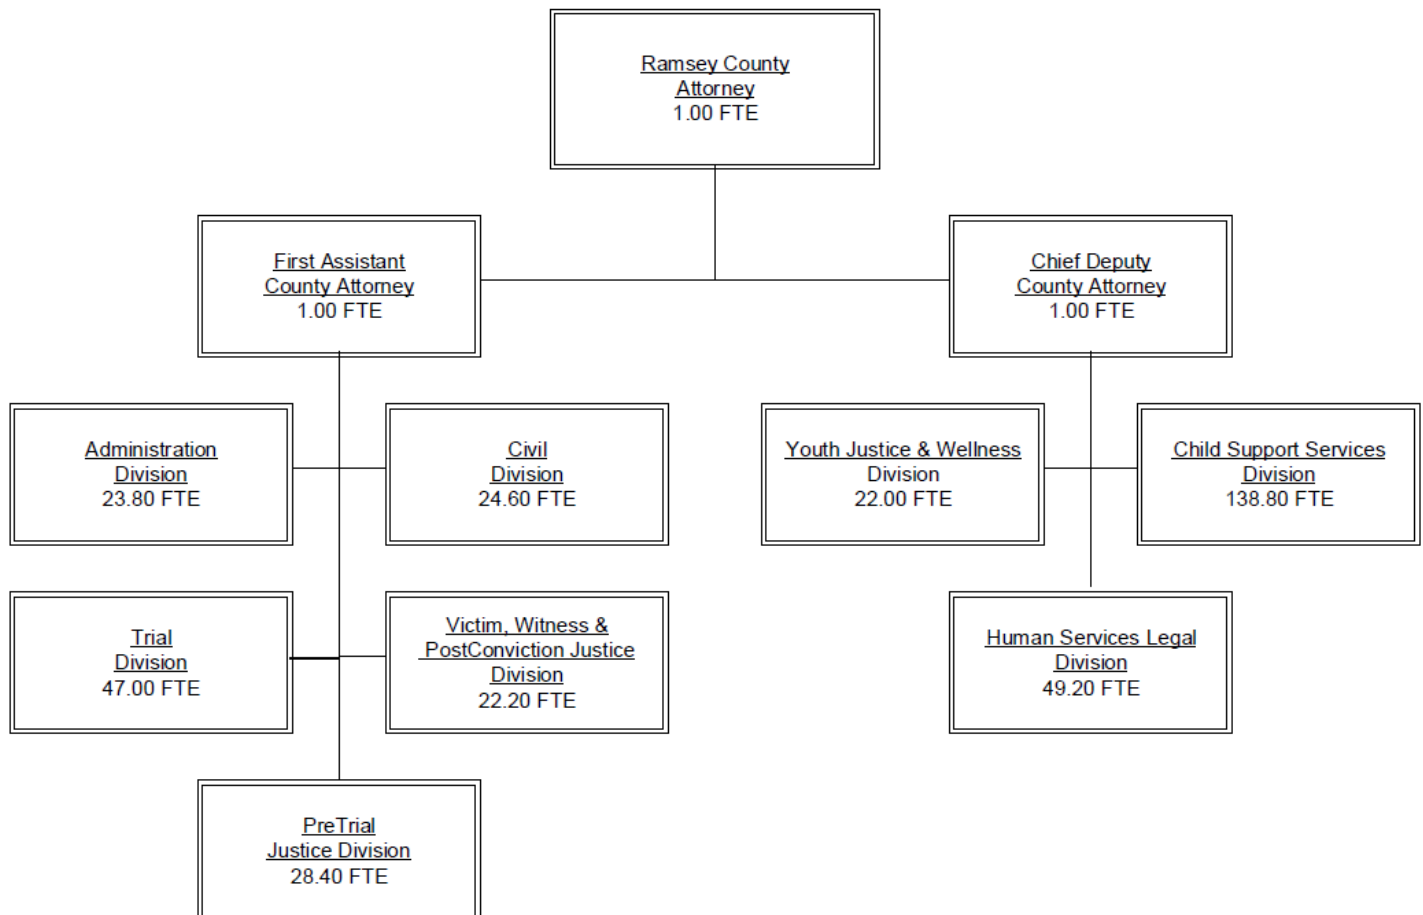 Ramsey County
Attorney
1.00 FTE
First Assistant
County Attorney
1.00 FTE
Chief Deputy
County Attorney
1.00 FTE
Administration
Division
23.80 FTE
Civil
Division
24.60 FTE
Youth Justice & Wellness
Division
22.00 FTE
Child Support Services
Division
138.80 FTE
Trial
Division
47.00 FTE
Victim, Witness &
PostConviction Justice
Division
22.20 FTE
Human Services Legal
Division
49.20 FTE
PreTrial
Justice Division
28.40 FTE